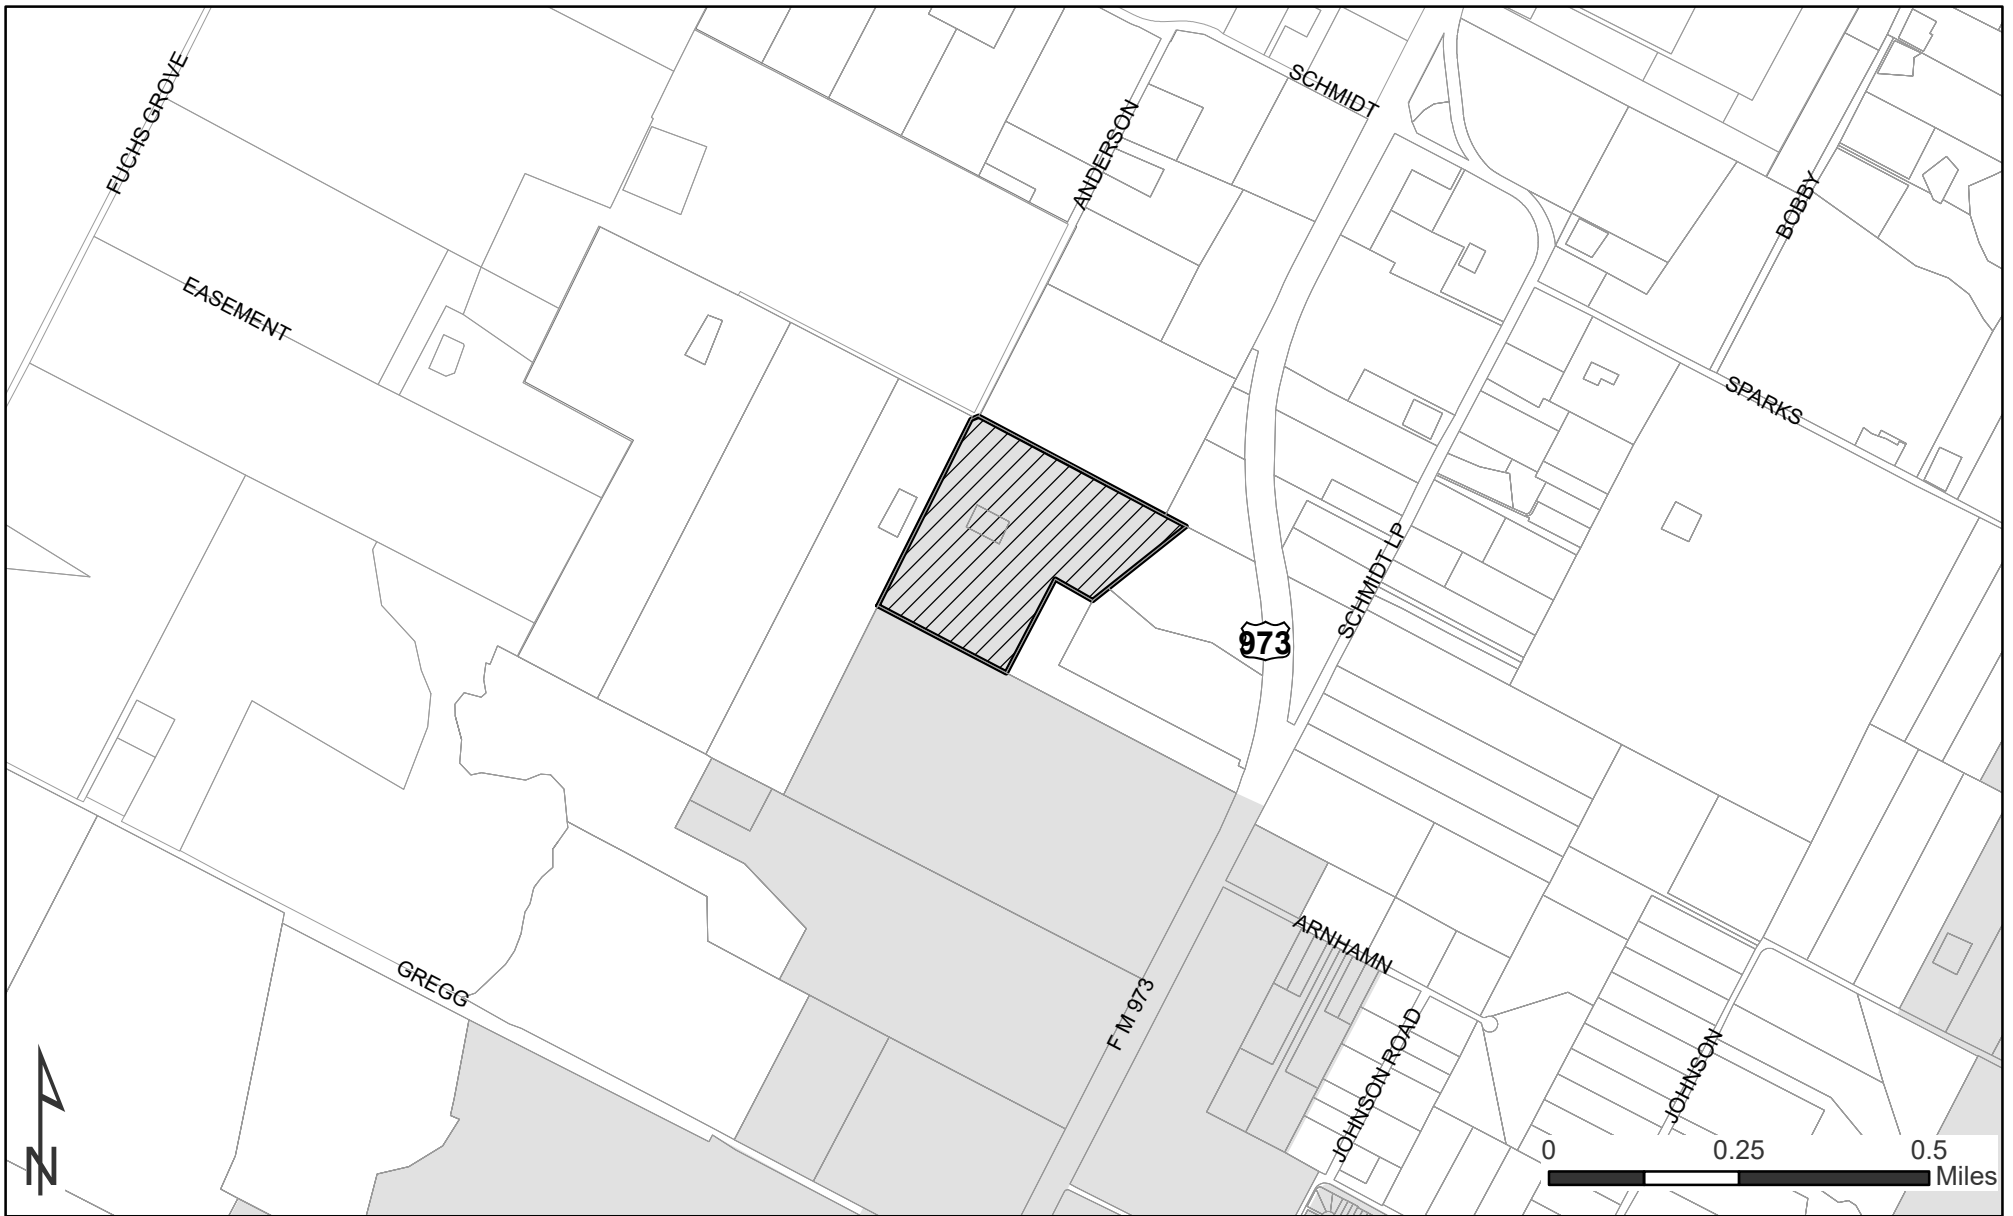 SCHMIDT
FUCHS GROVE
ANDERSON
BOBBY
EASEMENT
SPARKS
SCHMIDT LP
973
ARNHAMN
GREGG
F M 973
JOHNSON ROAD
JOHNSON
N
0 0.25 0.5
Miles